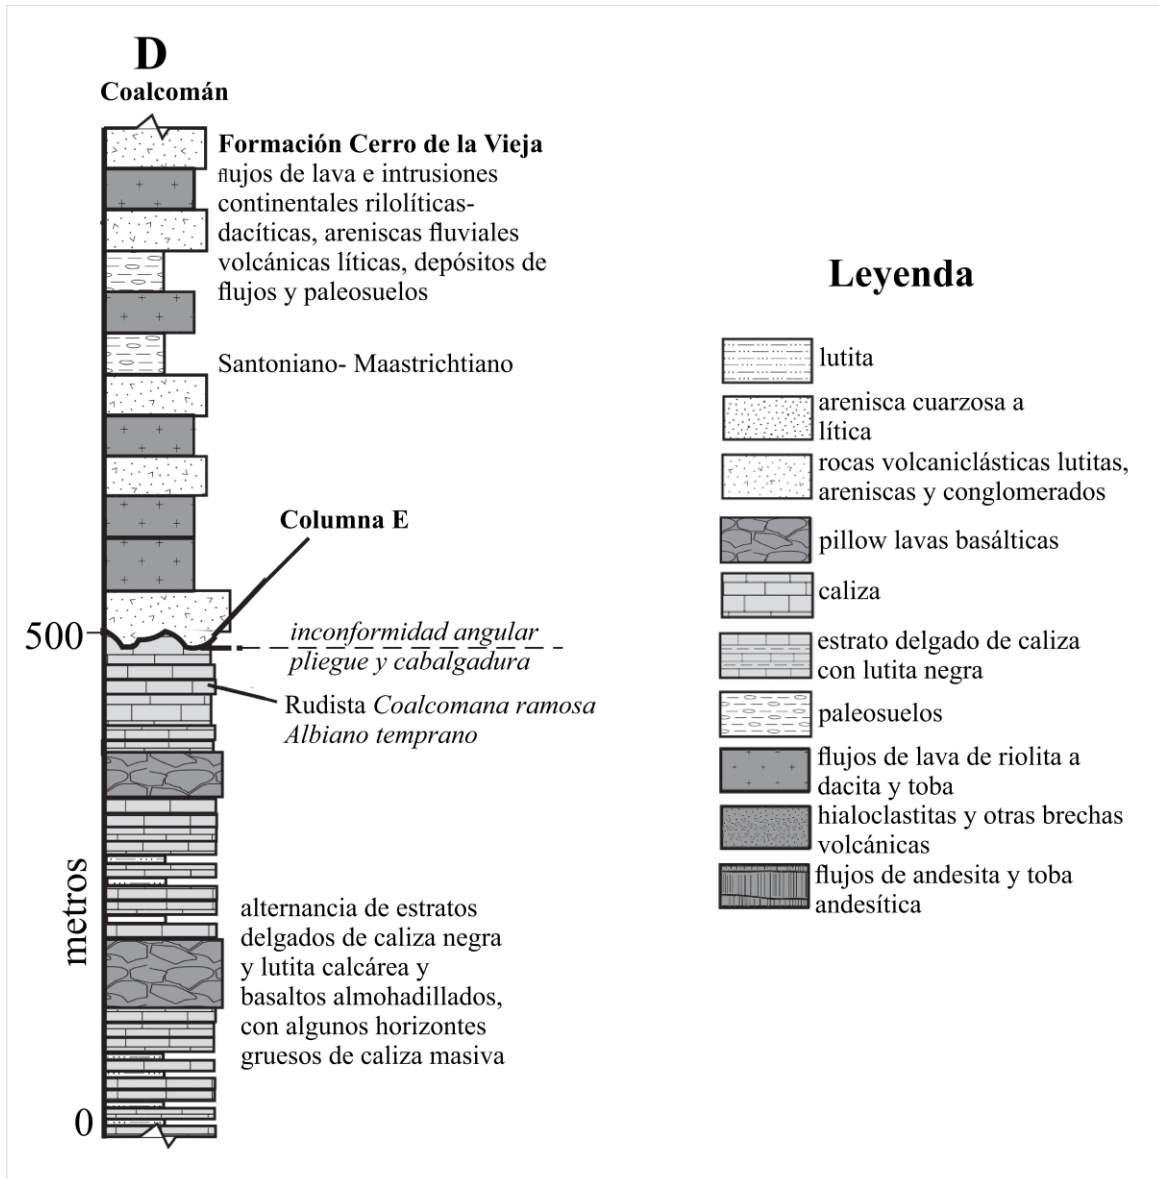 D
Coalcomán
Formación Cerro de la Vieja
flujos de lava e intrusiones
continentales rilolíticas-
dacíticas, areniscas fluviales
volcánicas líticas, depósitos de
flujos y paleosuelos
Santoniano- Maastrichtiano
Columna E
500
inconformidad angular
pliegue y cabalgadura
Rudista Coalcomana ramosa
Albiano temprano
metros
alternancia de estratos
delgados de caliza negra
y lutita calcárea y
basaltos almohadillados,
con algunos horizontes
gruesos de caliza masiva
0
Leyenda
lutita
arenisca cuarzosa a
lítica
rocas volcaniclásticas lutitas,
areniscas y conglomerados
pillow lavas basálticas
caliza
estrato delgado de caliza
con lutita negra
paleosuelos
flujos de lava de riolita a
dacita y toba
hialoclastitas y otras brechas
volcánicas
flujos de andesita y toba
andesítica